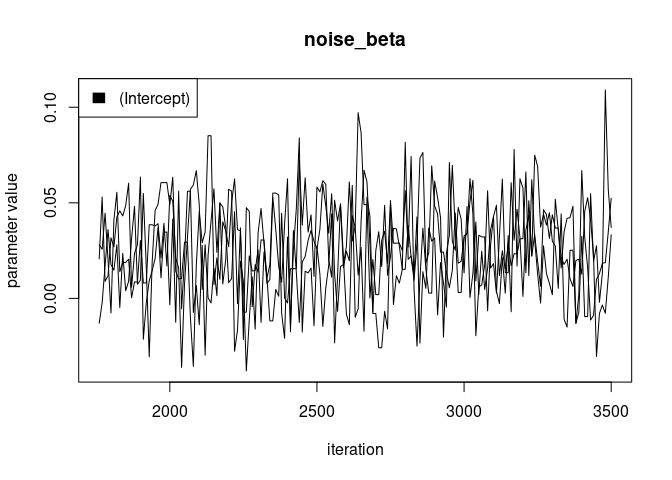 noise_beta
(Intercept)
parameter value
0.10
0.05
0.00
2000 2500 3000 3500
iteration